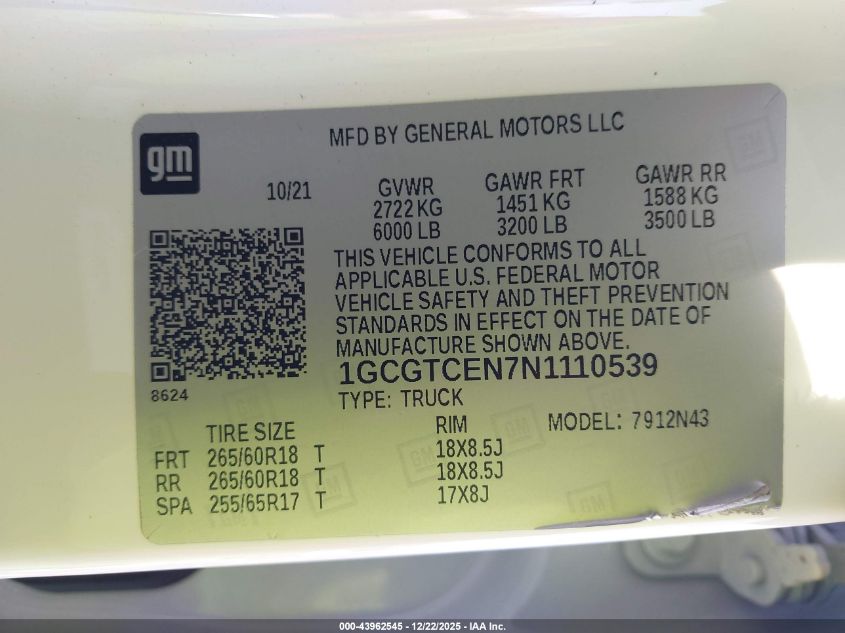 MFD BY GENERAL MOTORS LLC
gm
10/21
GVWR GAWR FRT GAWR RR
2722 KG 1451 KG 1588 KG
6000 LB 3200 LB 3500 LB
THIS VEHICLE CONFORMS TO ALL
APPLICABLE U.S. FEDERAL MOTOR
VEHICLE SAFETY AND THEFT PREVENTION
STANDARDS IN EFFECT ON THE DATE OF
MANUFACTURE SHOWN ABOVE.
1GCGTCEN7N1110539
8624
TYPE: TRUCK
TIRE SIZE RIM MODEL: 7912N43
FRT 265/60R18 T 18X8.5J
RR 265/60R18 T 18X8.5J
SPA 255/65R17 T 17X8J
000-43962545 - 12/22/2025 - IAA Inc.